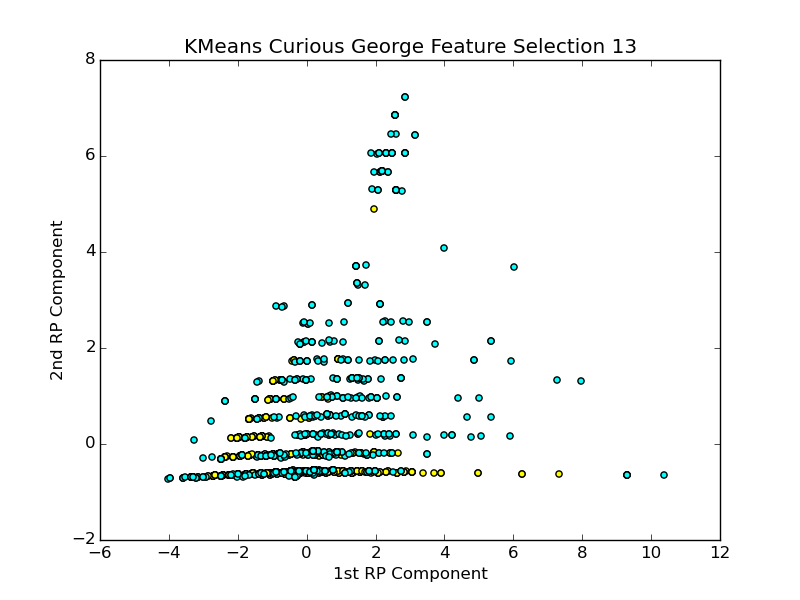 KMeans Curious George Feature Selection 13
8
6
4
2
0
−2
2nd RP Component
−6 −4 −2 0 2 4 6 8 10 12
1st RP Component